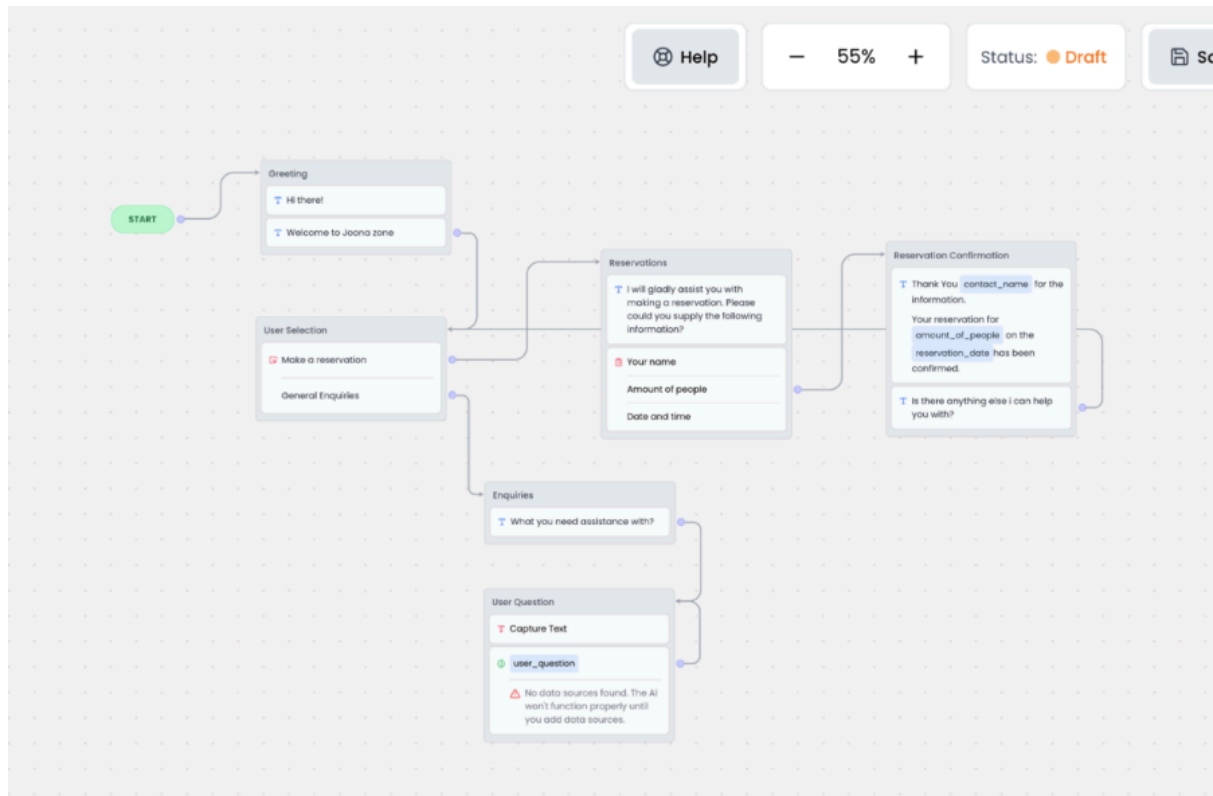 Help
— 55% +
Status: Draft
START
Greeting
Hi there!
Welcome to Joona zone
User Selection
Make a reservation
General Enquiries
Reservations
I will gladly assist you with
making a reservation. Please
could you supply the following
information?
Your name
Amount of people
Date and time
Reservation Confirmation
Thank You contact_name for the
information.
Your reservation for
amount_of_people on the
reservation_date has been
confirmed.
Is there anything else i can help
you with?
Enquiries
What you need assistance with?
User Question
Capture Text
user_question
No data sources found. The AI
won't function properly until
you add data sources.